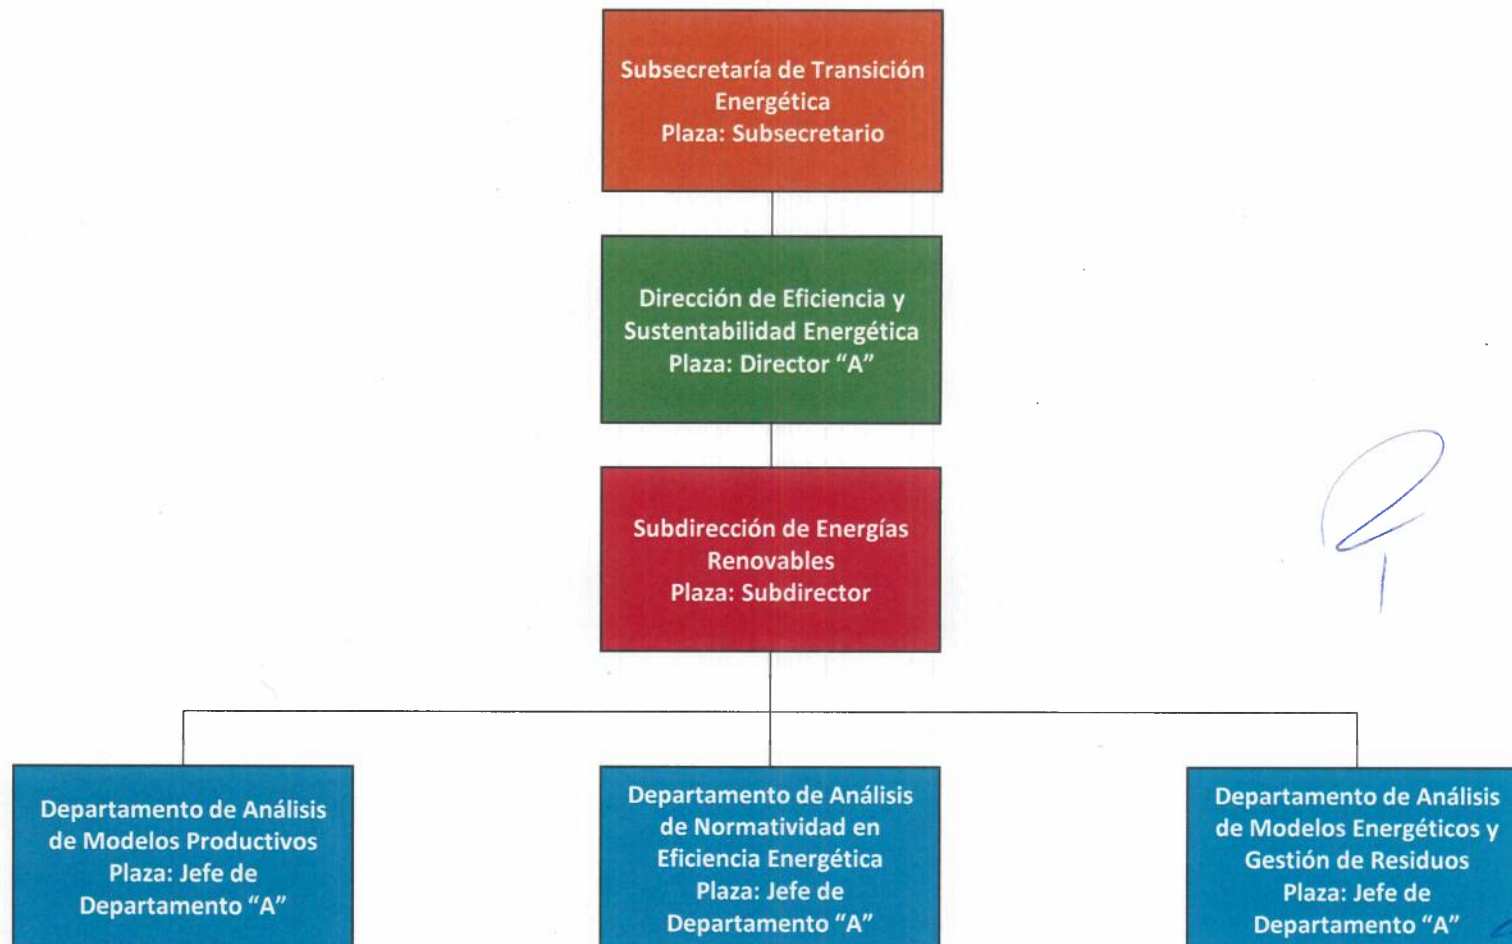 Subsecretaría de Transición
Energética
Plaza: Subsecretario
Dirección de Eficiencia y
Sustentabilidad Energética
Plaza: Director “A”
Subdirección de Energías
Renovables
Plaza: Subdirector
Departamento de Análisis
de Modelos Productivos
Plaza: Jefe de
Departamento “A”
Departamento de Análisis
de Normatividad en
Eficiencia Energética
Plaza: Jefe de
Departamento “A”
Departamento de Análisis
de Modelos Energéticos y
Gestión de Residuos
Plaza: Jefe de
Departamento “A”